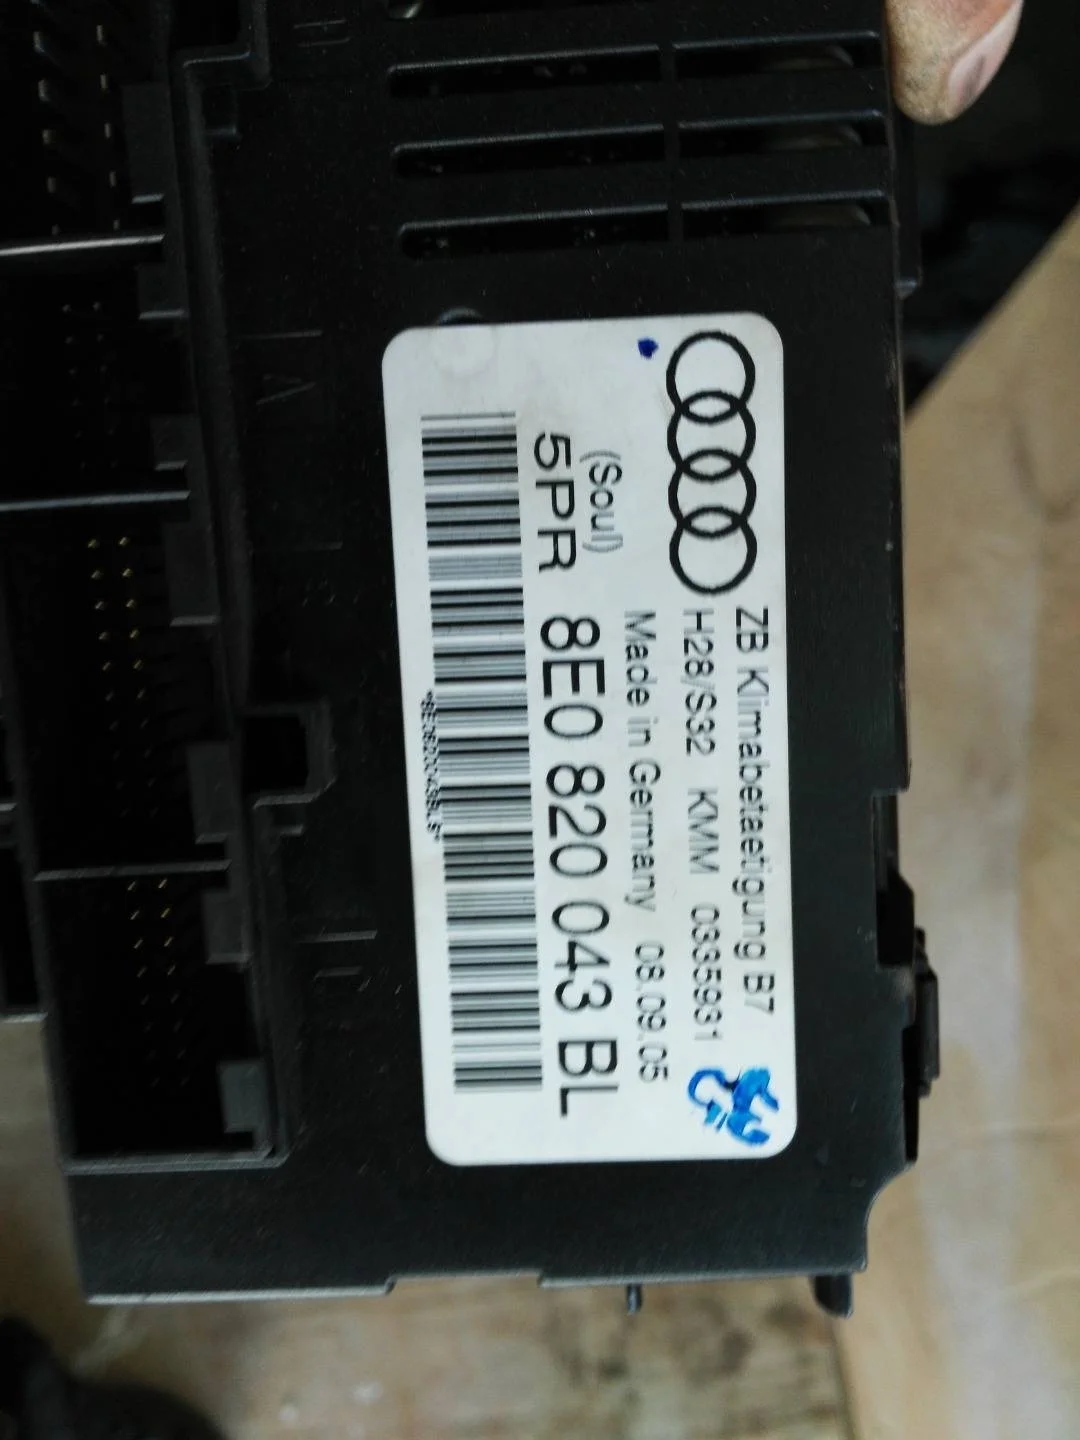 ZB Klimabetaetigung B7
H28/S32 KMM 0335931
Made in Germany 08.09.05
(Soul)
5PR 8E0 820 043 BL